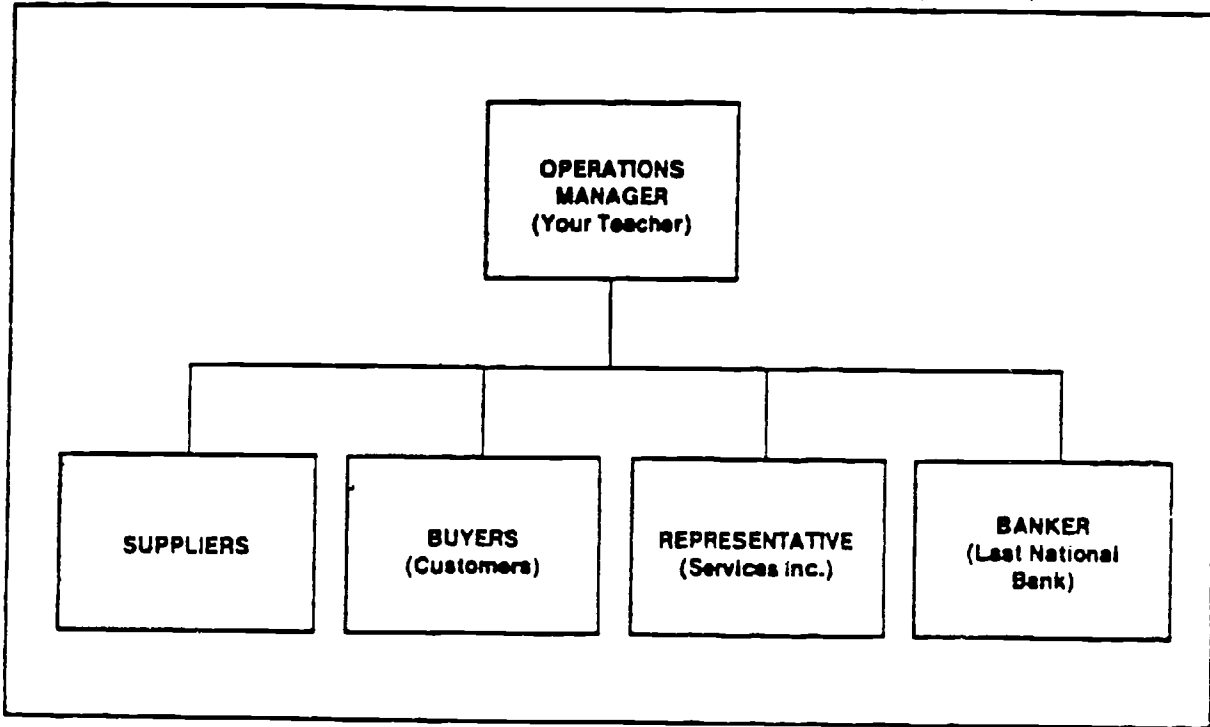 OPERATIONS
MANAGER
(Your Teacher)
SUPPLIERS
BUYERS
(Customers)
REPRESENTATIVE
(Services Inc.)
BANKER
(Last National
Bank)